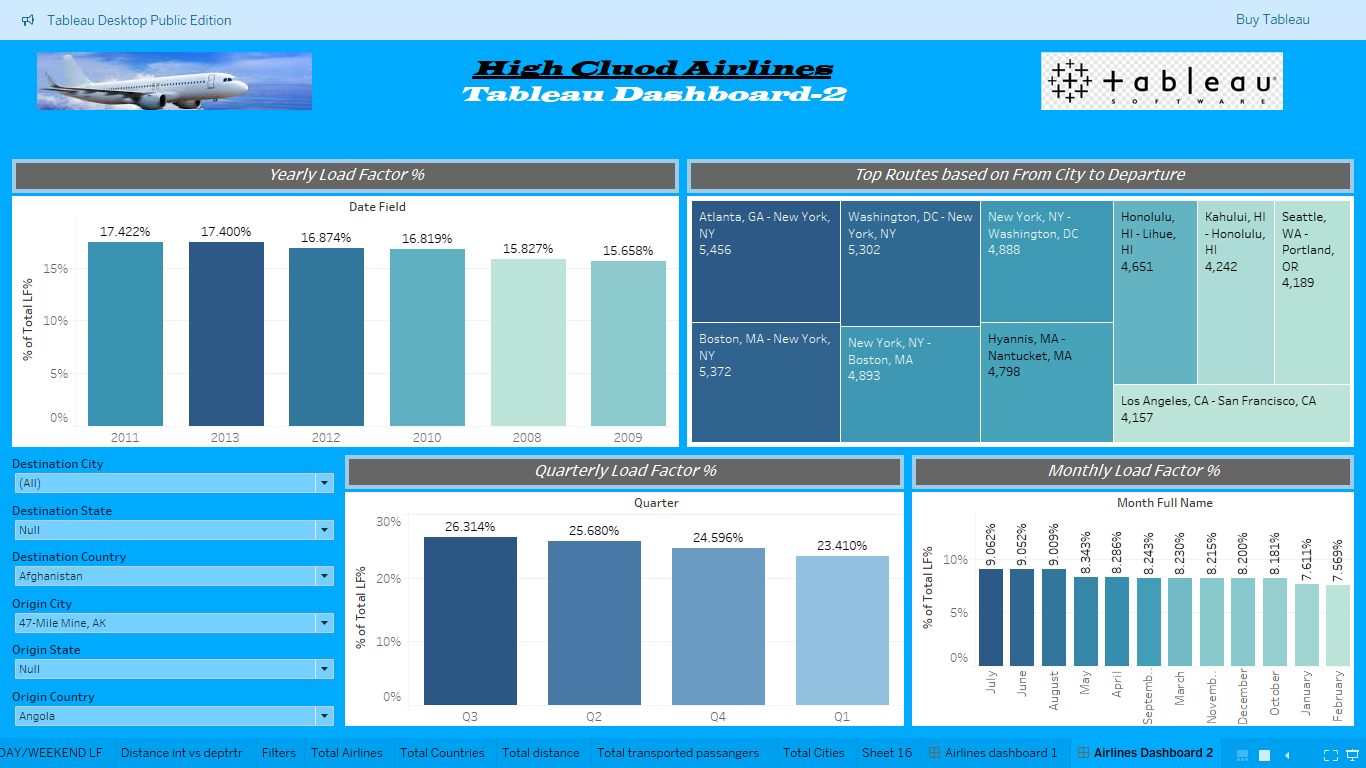 Tableau Desktop Public Edition
Buy Tableau
High Cluod Airlines
Tableau Dashboard-2
+ableau
SOFTWARE
Yearly Load Factor %
Date Field
17.422%
17.400%
16.874%
16.819%
15.827%
15.658%
% of Total LF%
15%
10%
5%
0%
2011
2013
2012
2010
2008
2009
Top Routes based on From City to Departure
Atlanta, GA - New York,
NY
5,456
Washington, DC - New
York, NY
5,302
New York, NY -
Washington, DC
4,888
Honolulu,
HI - Lihue,
HI
4,651
Kahului, HI
- Honolulu,
HI
4,242
Seattle,
WA -
Portland,
OR
4,189
Boston, MA - New York,
NY
5,372
New York, NY -
Boston, MA
4,893
Hyannis, MA -
Nantucket, MA
4,798
Los Angeles, CA - San Francisco, CA
4,157
Destination City
(All)
Destination State
Null
Destination Country
Afghanistan
Origin City
47-Mile Mine, AK
Origin State
Null
Origin Country
Angola
Quarterly Load Factor %
Quarter
26.314%
25.680%
24.596%
23.410%
% of Total LF%
30%
20%
10%
0%
Q3
Q2
Q4
Q1
Monthly Load Factor %
Month Full Name
9.062%
9.052%
9.009%
8.343%
8.286%
8.243%
8.230%
8.215%
8.200%
8.181%
7.611%
7.569%
% of Total LF%
10%
5%
0%
July
June
August
May
April
Septemb..
March
Novemb..
December
October
January
February
DAY/WEEKEND LF
Distance int vs deptrtr
Filters
Total Airlines
Total Countries
Total distance
Total transported passangers
Total Cities
Sheet 16
Airlines dashboard 1
Airlines Dashboard 2